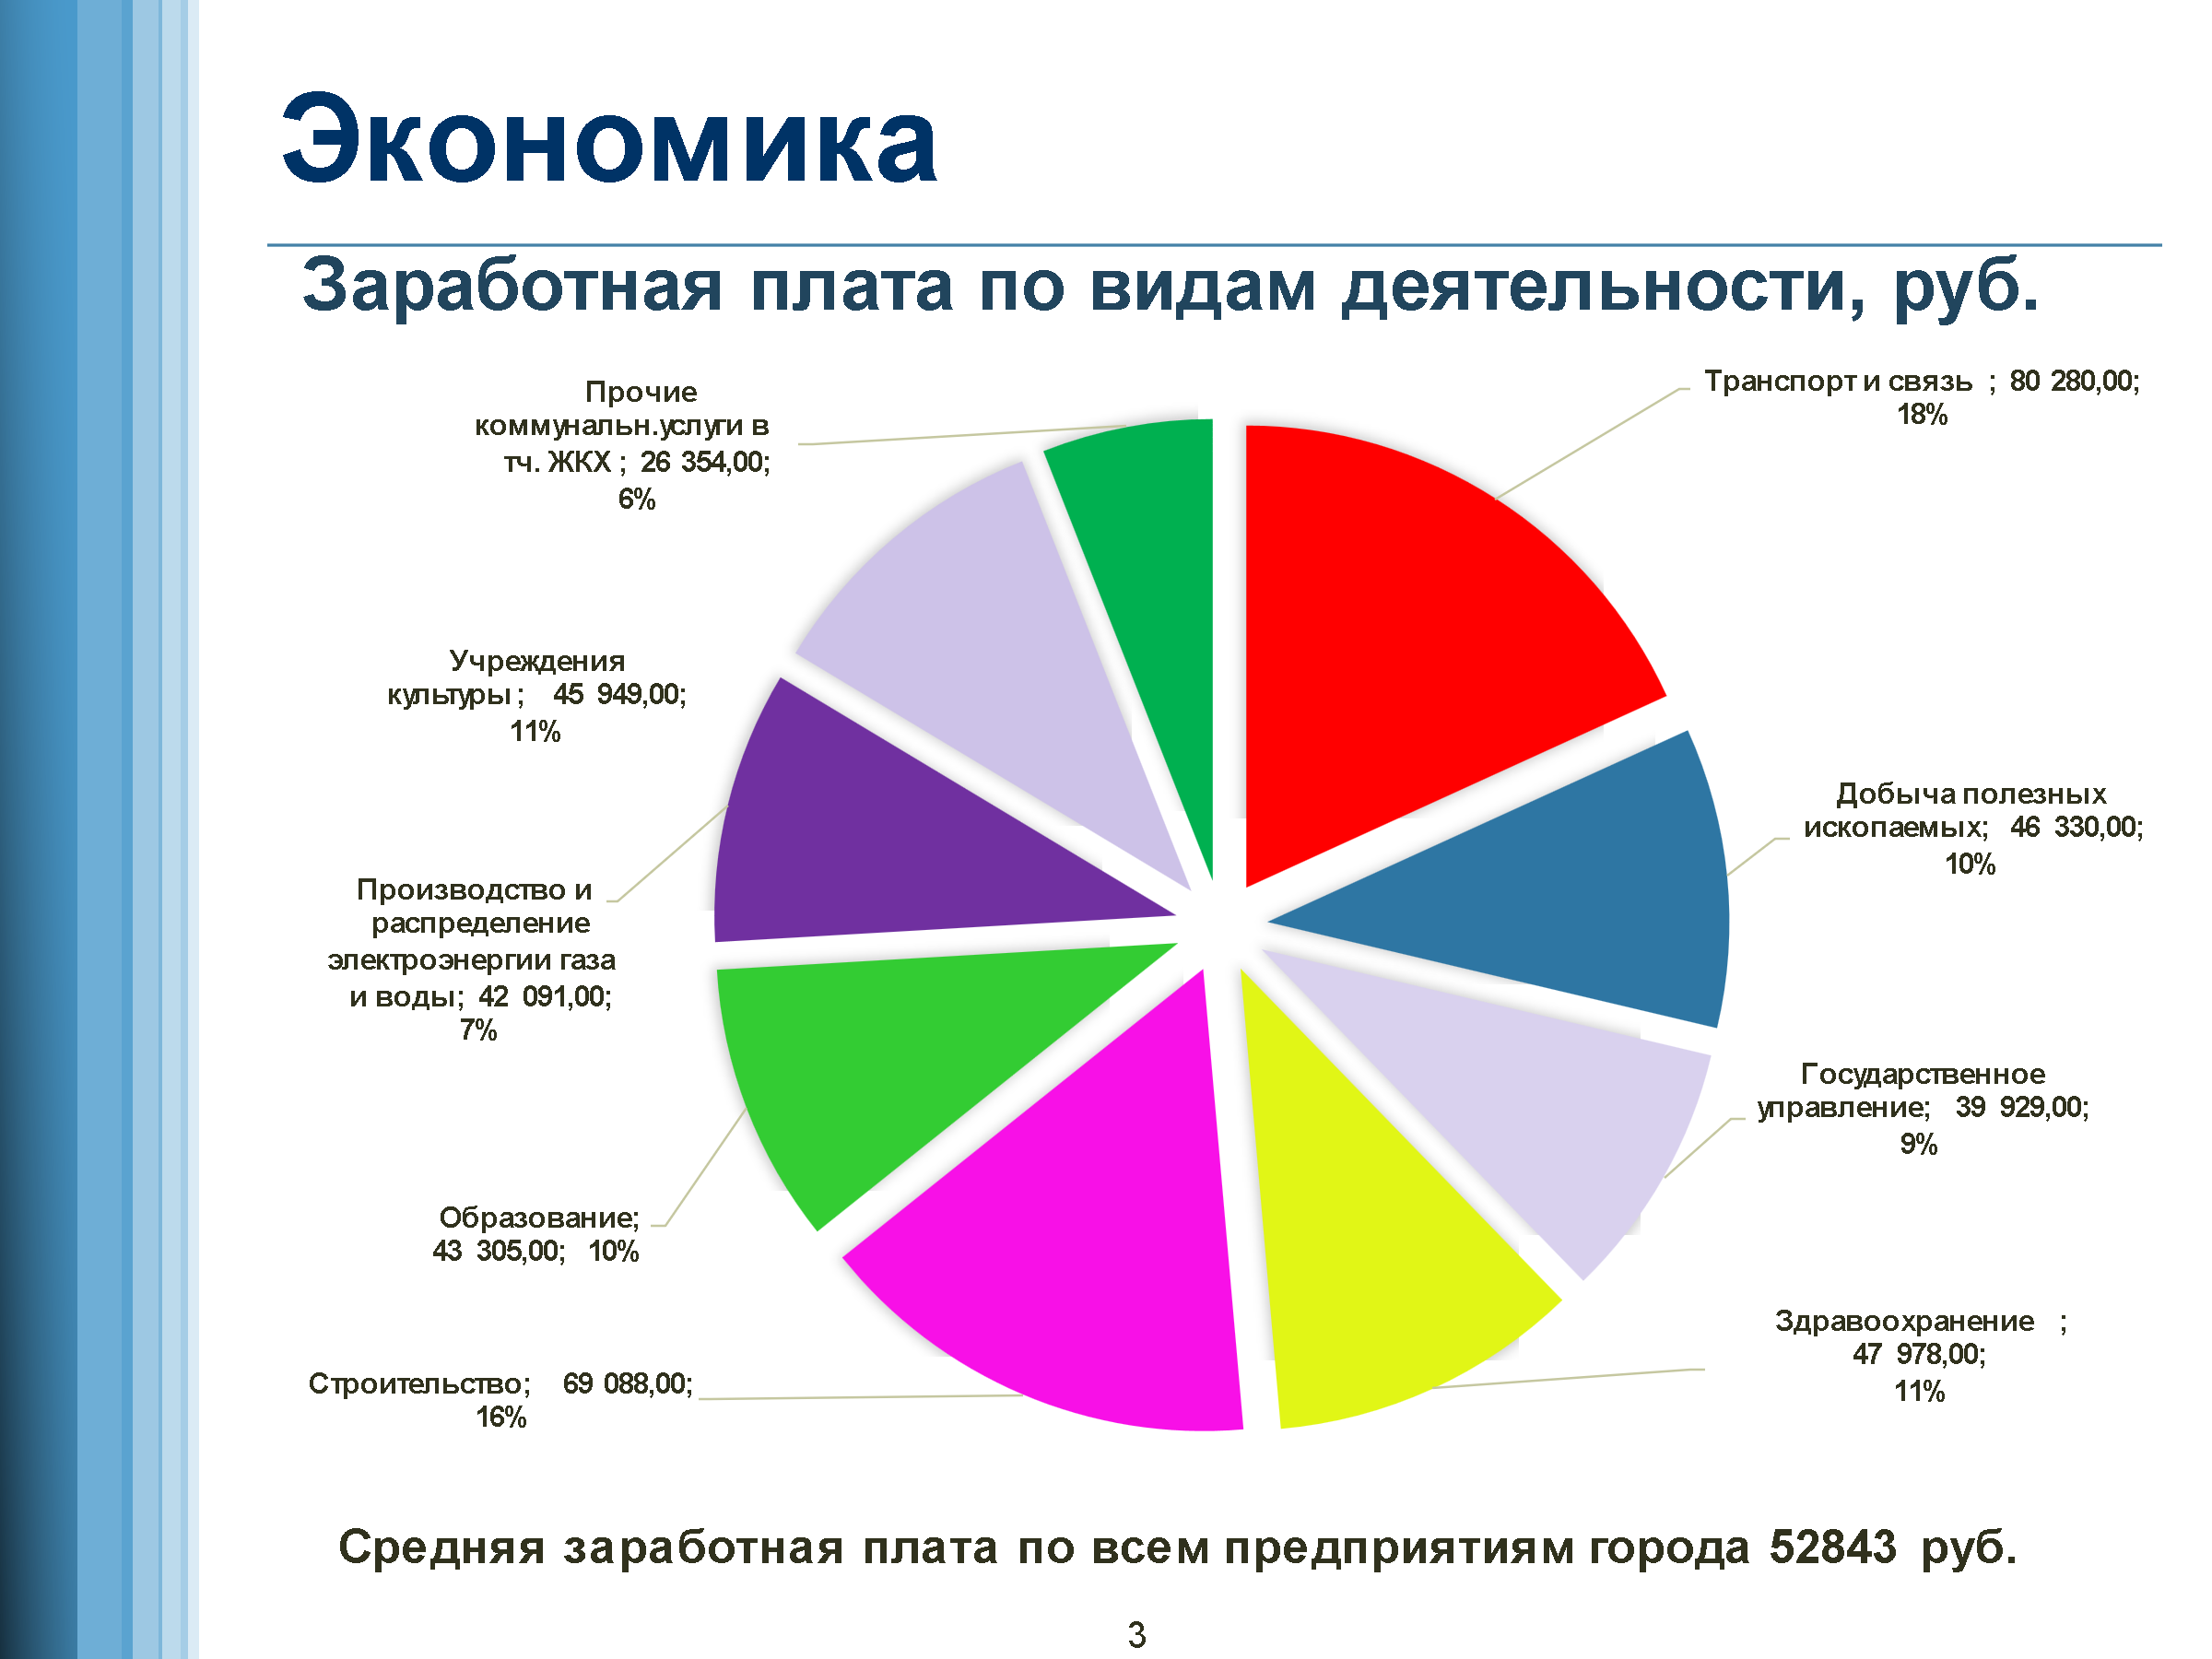 Экономика
Заработная плата по видам деятельности, руб.
Транспорт и связь ; 80 280,00;
18%
Добыча полезных
ископаемых; 46 330,00;
10%
Государственное
управление; 39 929,00;
9%
Здравоохранение ;
47 978,00;
11%
Строительство; 69 088,00;
16%
Образование;
43 305,00; 10%
Производство и
распределение
электроэнергии газа
и воды; 42 091,00;
7%
Учреждения
культуры ; 45 949,00;
11%
Прочие
коммунальн.услуги в
тч. ЖКХ ; 26 354,00;
6%
Средняя заработная плата по всем предприятиям города 52843 руб.
3